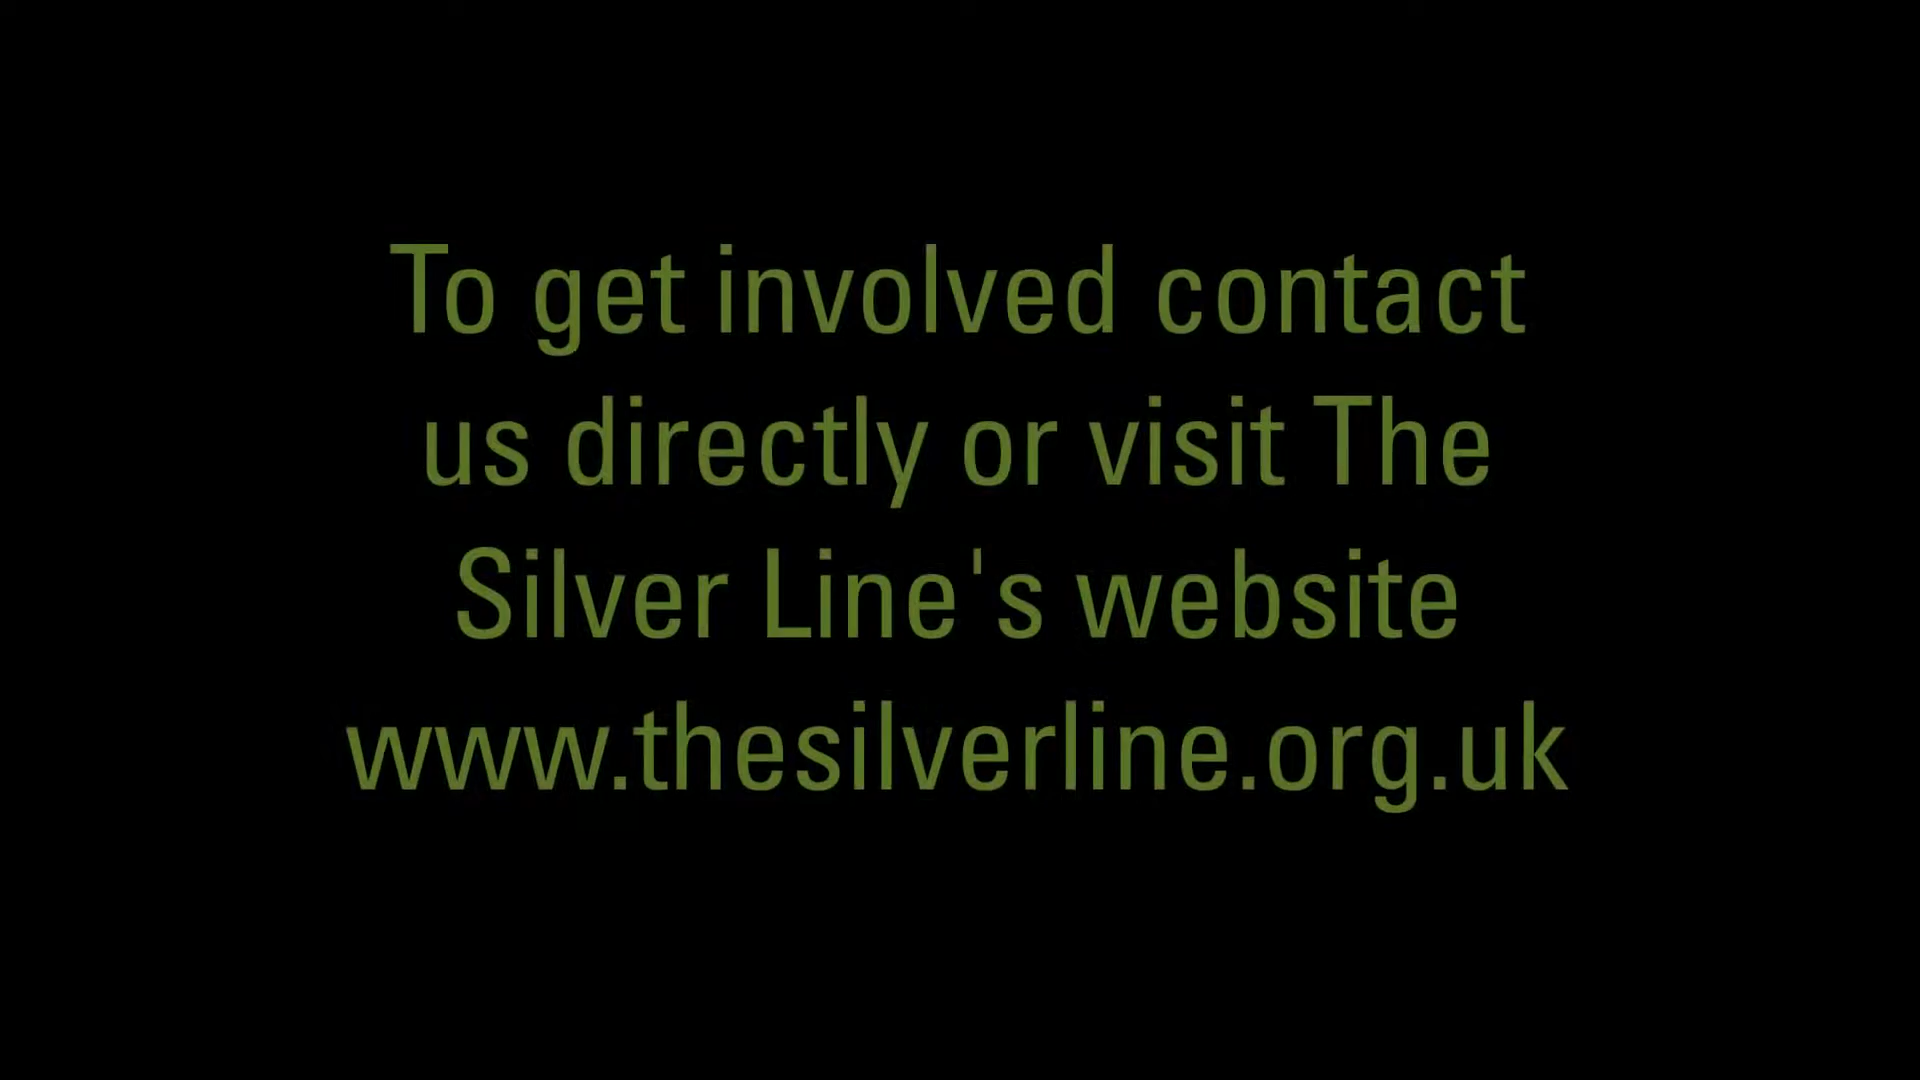 To get involved contact
us directly or visit The
Silver Line's website
www.thesilverline.org.uk